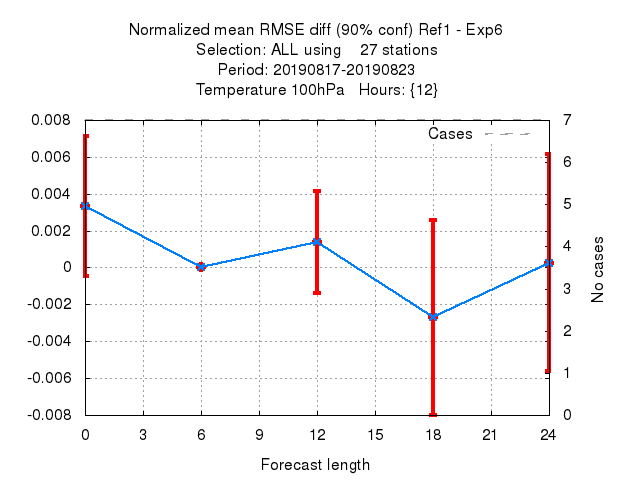 Normalized mean RMSE diff (90% conf) Ref1 - Exp6
Selection: ALL using    27 stations
Period: 20190817-20190823
Temperature 100hPa   Hours: {12}
Cases
0.008
0.006
0.004
0.002
0
-0.002
-0.004
-0.006
-0.008
7
6
5
4
3
2
1
0
No cases
0 3 6 9 12 15 18 21 24
Forecast length